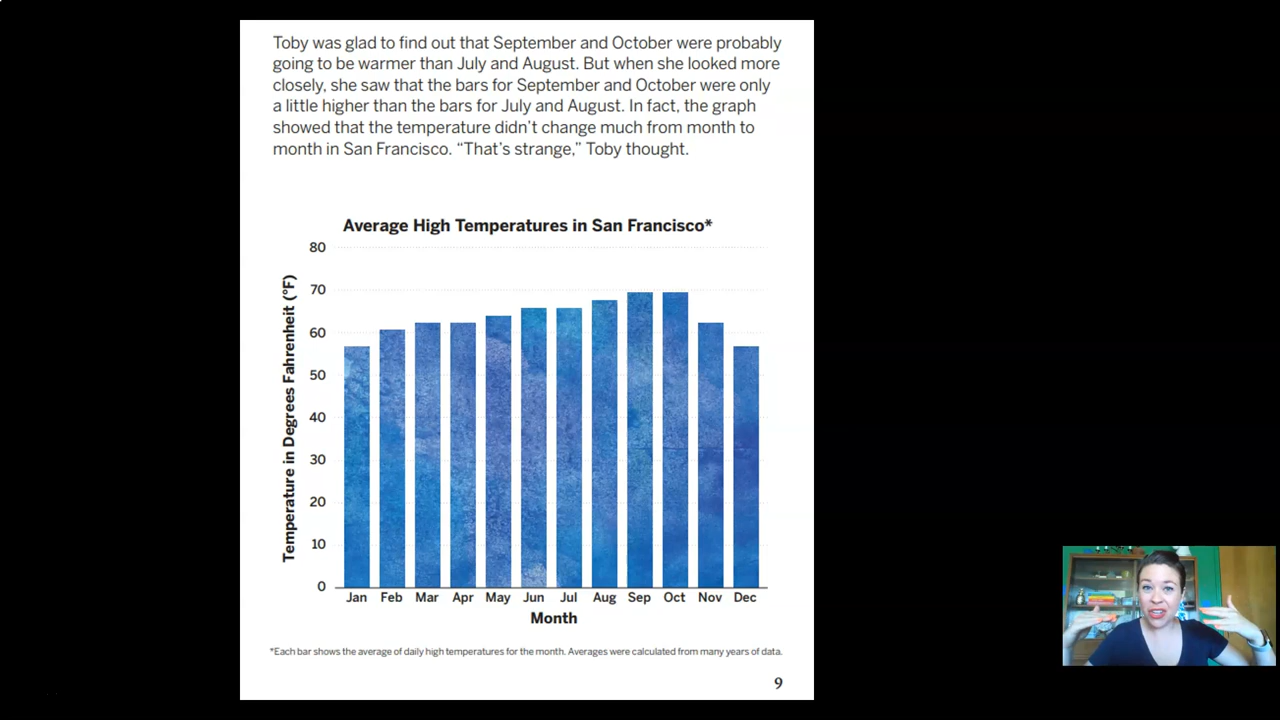 Toby was glad to find out that September and October were probably
going to be warmer than July and August. But when she looked more
closely, she saw that the bars for September and October were only
a little higher than the bars for July and August. In fact, the graph
showed that the temperature didn’t change much from month to
month in San Francisco. “That’s strange,” Toby thought.
Average High Temperatures in San Francisco*
Temperature in Degrees Fahrenheit (°F)
80
70
60
50
40
30
20
10
0
Jan Feb Mar Apr May Jun Jul Aug Sep Oct Nov Dec
Month
*Each bar shows the average of daily high temperatures for the month. Averages were calculated from many years of data.
9